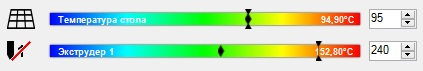 Температура стола 94,90°C 95
Экструдер 1 152,80°C 240